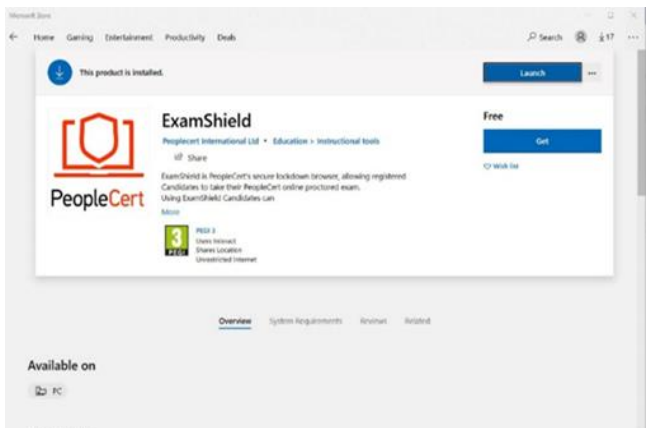 Microsoft Store
Home Gaming Entertainment Productivity Deals Search 17
This product is installed.
Launch
ExamShield
Peoplecert International Ltd • Education > Instructional tools
Share
ExamShield is PeopleCert's secure lockdown browser, allowing registered
Candidates to take their PeopleCert online proctored exam.
Using ExamShield Candidates can
More
PeopleCert
3
PEGI
PEGI 3
Users Interact
Shares Location
Unrestricted Internet
Free
Get
Wish list
Overview System Requirements Reviews Related
Available on
PC